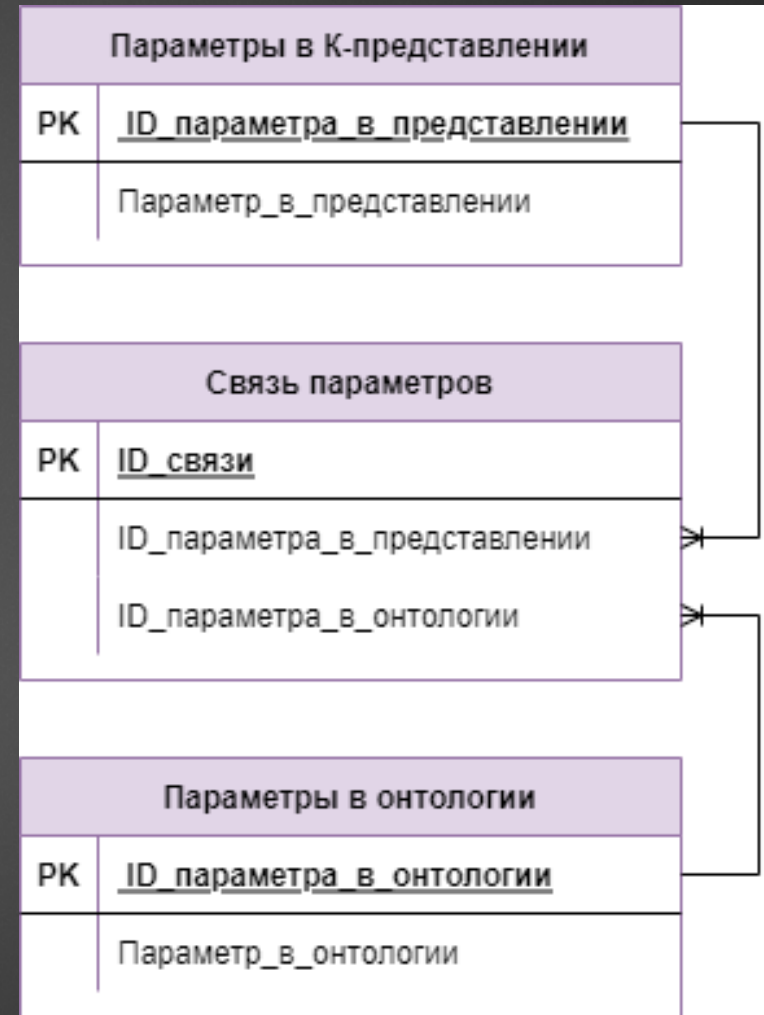 Параметры в К-представлении
PK ID_параметра_в_представлении
Параметр_в_представлении
Связь параметров
PK ID_связи
ID_параметра_в_представлении
ID_параметра_в_онтологии
Параметры в онтологии
PK ID_параметра_в_онтологии
Параметр_в_онтологии